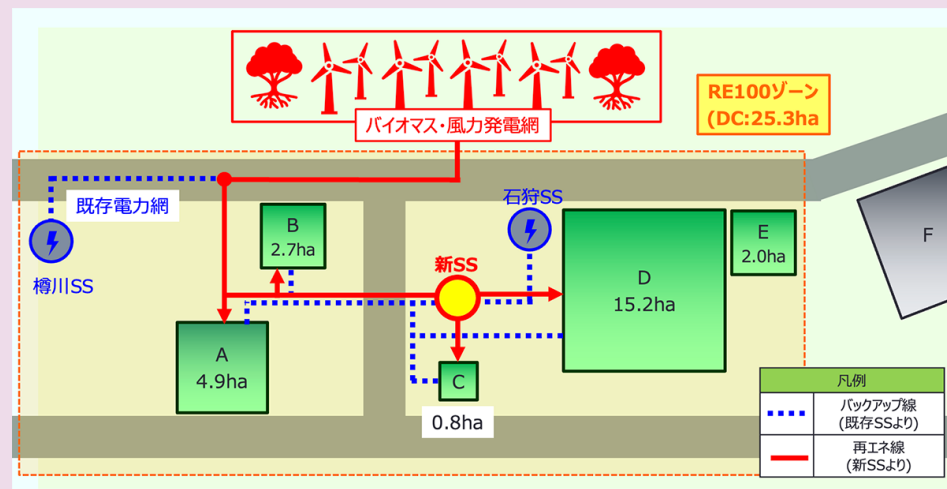 RE100ゾーン
(DC:25.3ha
バイオマス・風力発電網
既存電力網
石狩SS
樽川SS
B
2.7ha
新SS
D
15.2ha
E
2.0ha
F
A
4.9ha
C
0.8ha
凡例
バックアップ線
(既存SSより)
再エネ線
(新SSより)